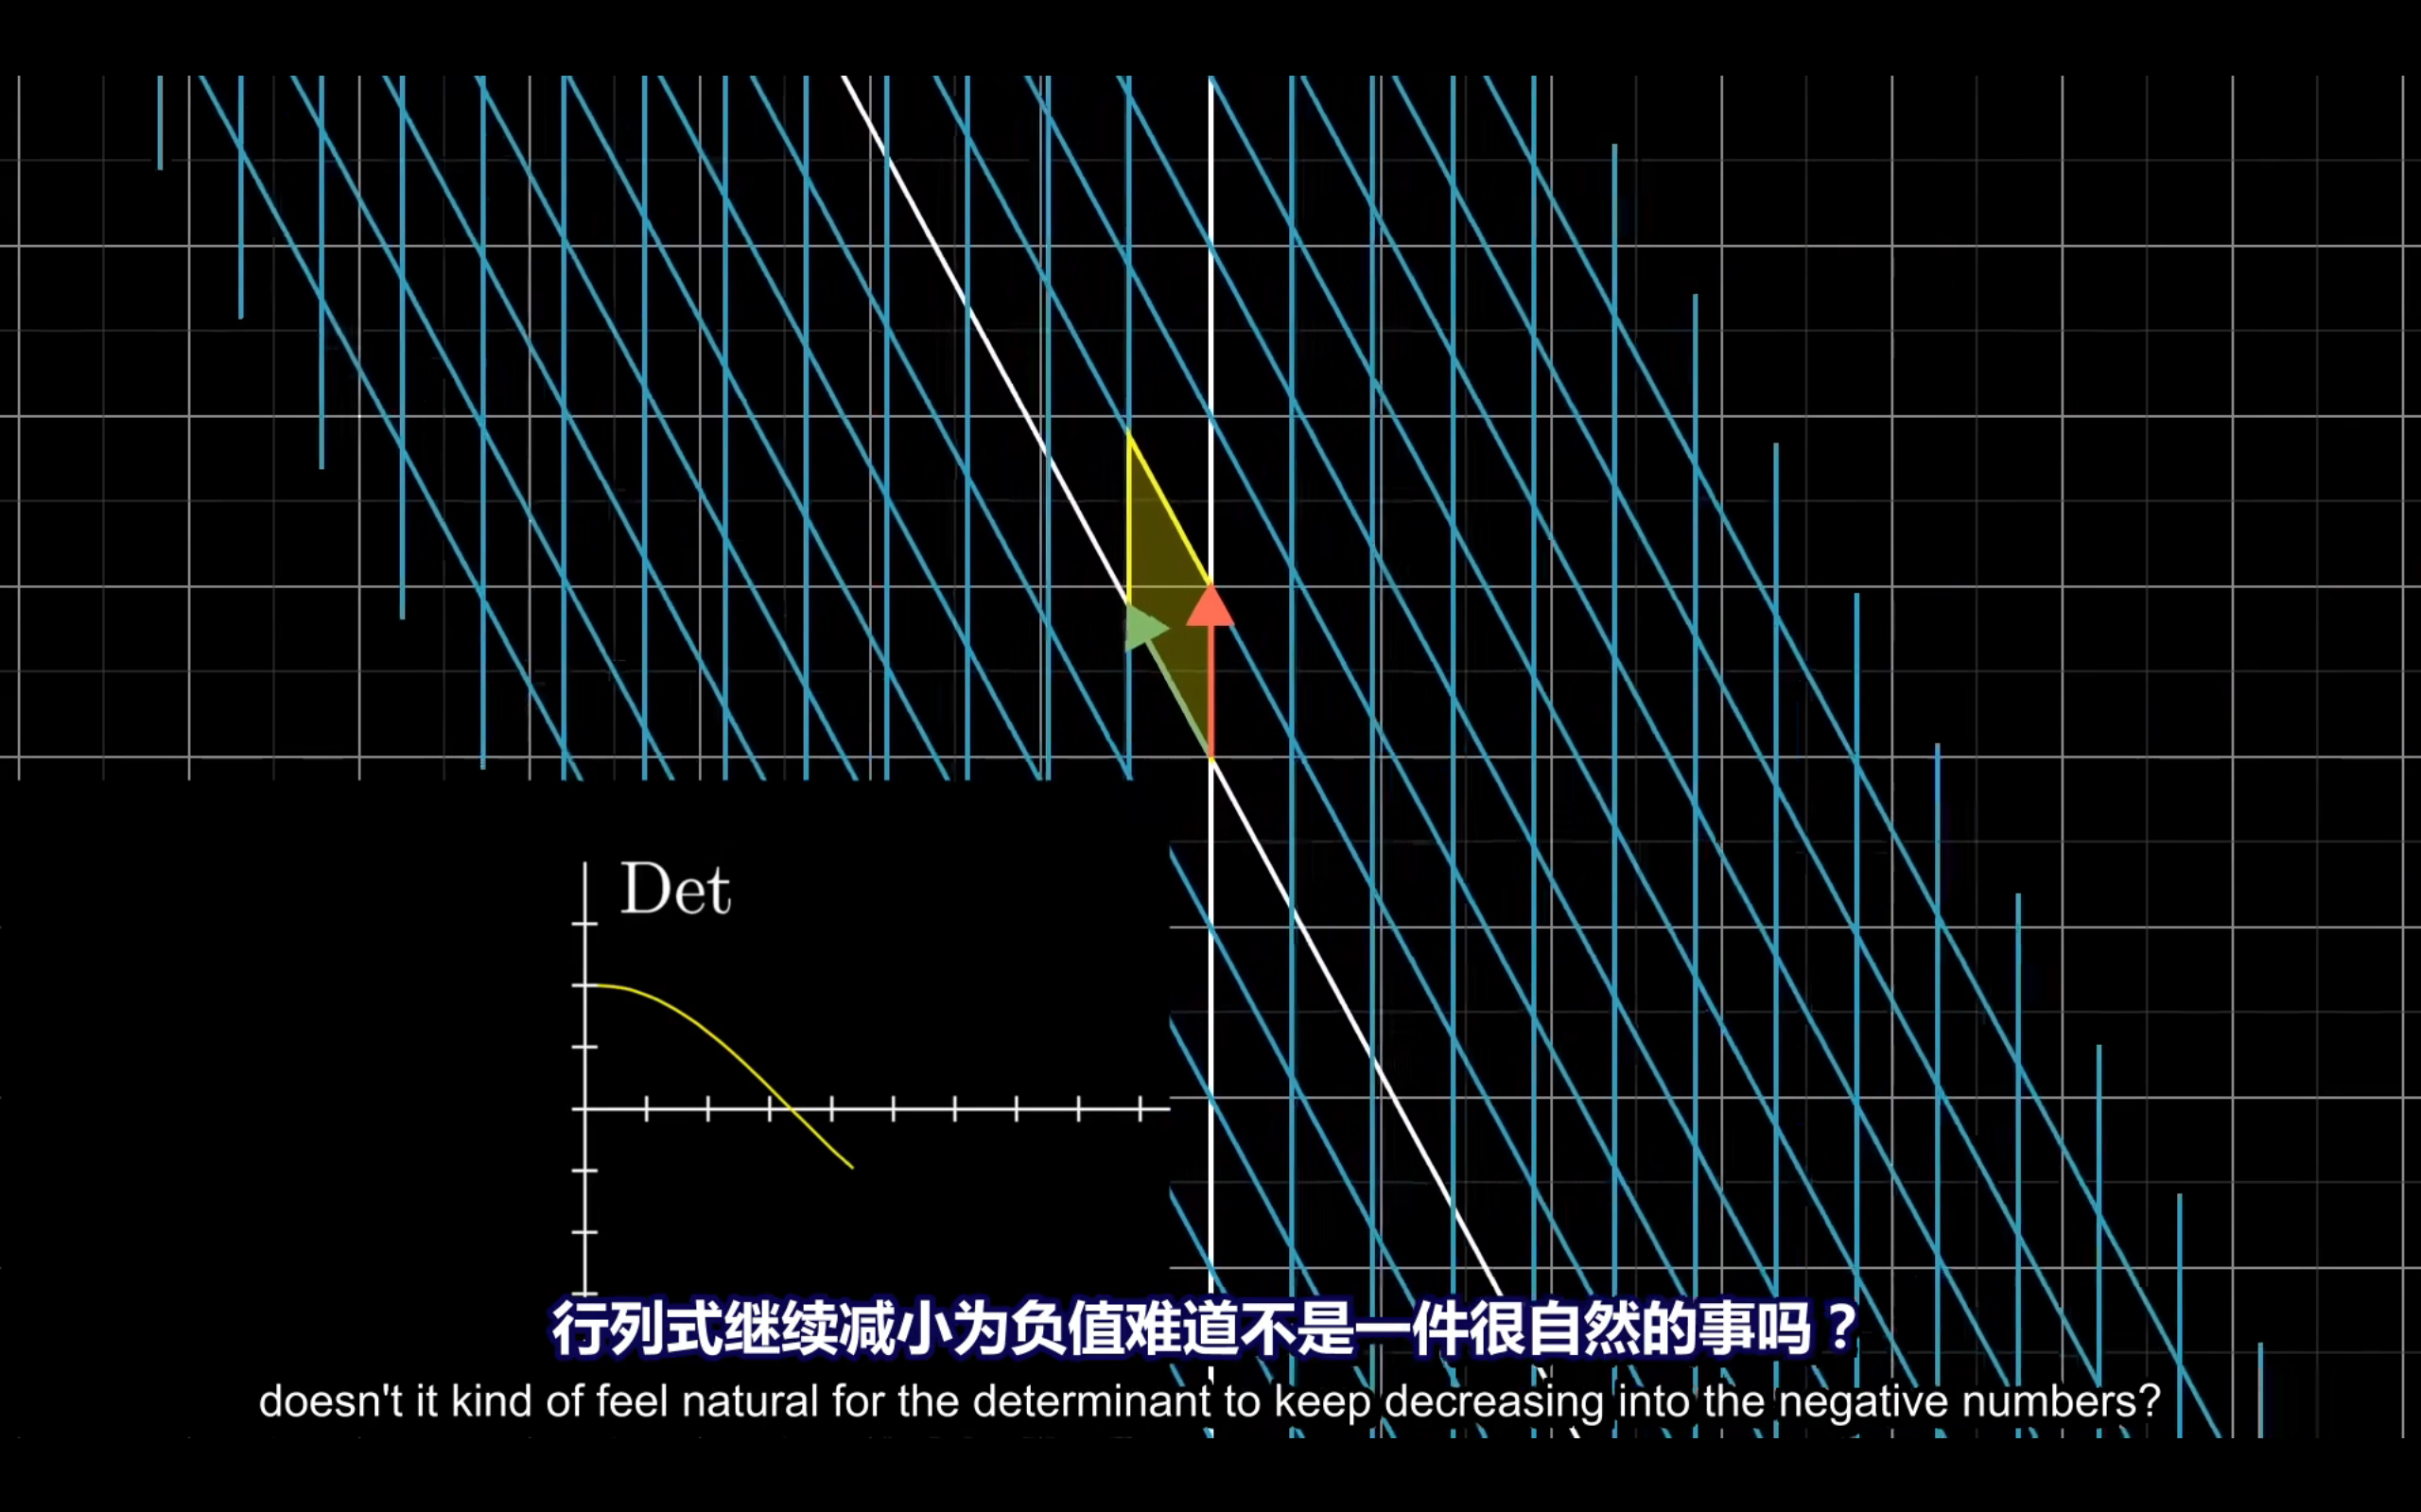 Det
行列式继续减小为负值难道不是一件很自然的事吗？
doesn't it kind of feel natural for the determinant to keep decreasing into the negative numbers?